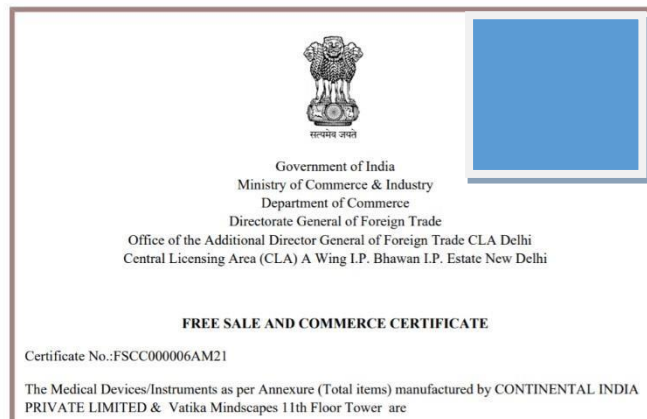 सत्यमेव जयते
Government of India
Ministry of Commerce & Industry
Department of Commerce
Directorate General of Foreign Trade
Office of the Additional Director General of Foreign Trade CLA Delhi
Central Licensing Area (CLA) A Wing I.P. Bhawan I.P. Estate New Delhi
FREE SALE AND COMMERCE CERTIFICATE
Certificate No.:FSCC000006AM21
The Medical Devices/Instruments as per Annexure (Total items) manufactured by CONTINENTAL INDIA
PRIVATE LIMITED & Vatika Mindscapes 11th Floor Tower are